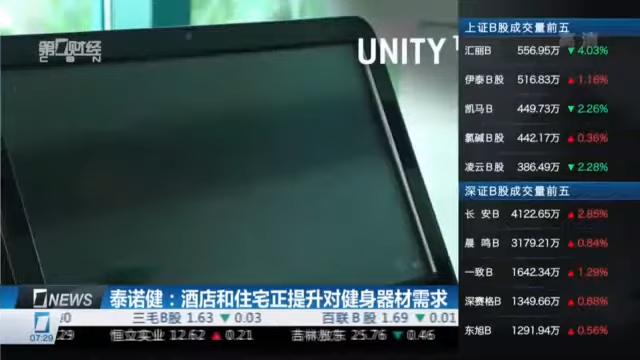 第一财经
CBN
UNITY
高清
上证B股成交量前五
汇丽B 556.95万 ▼4.03%
伊泰B股 516.83万 ▲1.16%
凯马B 449.73万 ▼2.26%
氯碱B 442.17万 ▲0.36%
凌云B股 386.49万 ▼2.28%
深证B股成交量前五
长 安B 4122.65万 ▲2.85%
晨 鸣B 3179.21万 ▲0.84%
一致B 1642.34万 ▲1.29%
深赛格B 1349.66万 ▲0.88%
东旭B 1291.94万 ▲0.56%
NEWS 泰诺健：酒店和住宅正提升对健身器材需求
三毛B股 1.63 ▼0.03 百联B股 1.69 ▼0.01
07:29
恒立实业 12.62 ▲0.21 吉林敖东 25.76 ▼0.46